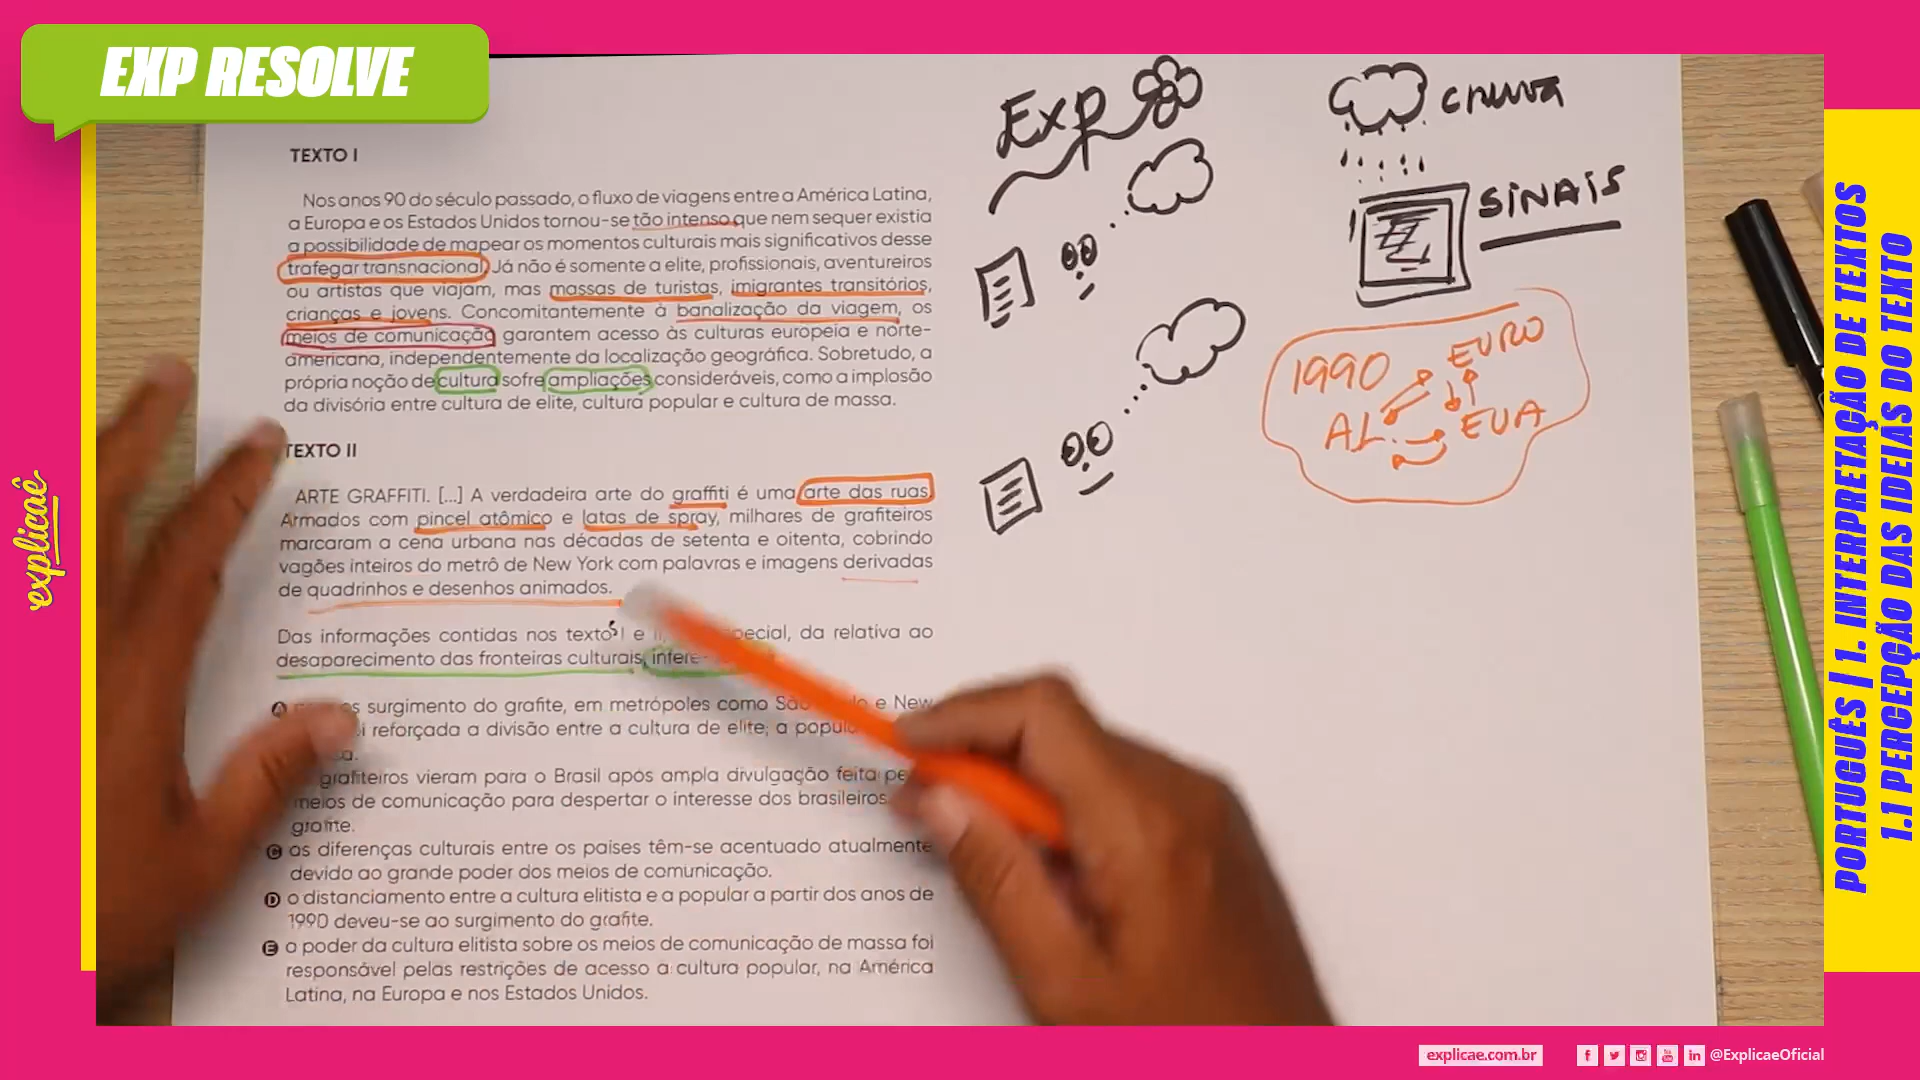 EXP RESOLVE
TEXTO I
Nos anos 90 do século passado, o fluxo de viagens entre a América Latina,
a Europa e os Estados Unidos tornou-se tão intenso que nem sequer existia
a possibilidade de mapear os momentos culturais mais significativos desse
trafegar transnacional. Já não é somente a elite, profissionais, aventureiros
ou artistas que viajam, mas massas de turistas, imigrantes transitórios,
crianças e jovens. Concomitantemente à banalização da viagem, os
meios de comunicação garantem acesso às culturas europeia e norte-
americana, independentemente da localização geográfica. Sobretudo, a
própria noção de cultura sofre ampliações consideráveis, como a implosão
da divisória entre cultura de elite, cultura popular e cultura de massa.
TEXTO II
ARTE GRAFFITI. [...] A verdadeira arte do graffiti é uma arte das ruas.
Armados com pincel atômico e latas de spray, milhares de grafiteiros
marcaram a cena urbana nas décadas de setenta e oitenta, cobrindo
vagões inteiros do metrô de New York com palavras e imagens derivadas
de quadrinhos e desenhos animados.
Das informações contidas nos textos I e da relativa ao
desaparecimento das fronteiras culturais,
A surgimento do grafite, em metrópoles como e New
reforçada a divisão entre a cultura de elite; a
grafiteiros vieram para o Brasil após ampla divulgação feita
meios de comunicação para despertar o interesse dos brasileiros
grafite.
C as diferenças culturais entre os países têm-se acentuado atualmente
devido ao grande poder dos meios de comunicação.
D o distanciamento entre a cultura elitista e a popular a partir dos anos de
1990 deveu-se ao surgimento do grafite.
E o poder da cultura elitista sobre os meios de comunicação de massa foi
responsável pelas restrições de acesso à cultura popular, na América
Latina, na Europa e nos Estados Unidos.
Exp
CHUVA
SINAIS
1990 EURO
AL EUA
explicaê
PORTUGUÊS | 1. INTERPRETAÇÃO DE TEXTOS
1.1 PERCEPÇÃO DAS IDEIAS DO TEXTO
explicae.com.br
@ExplicaeOficial